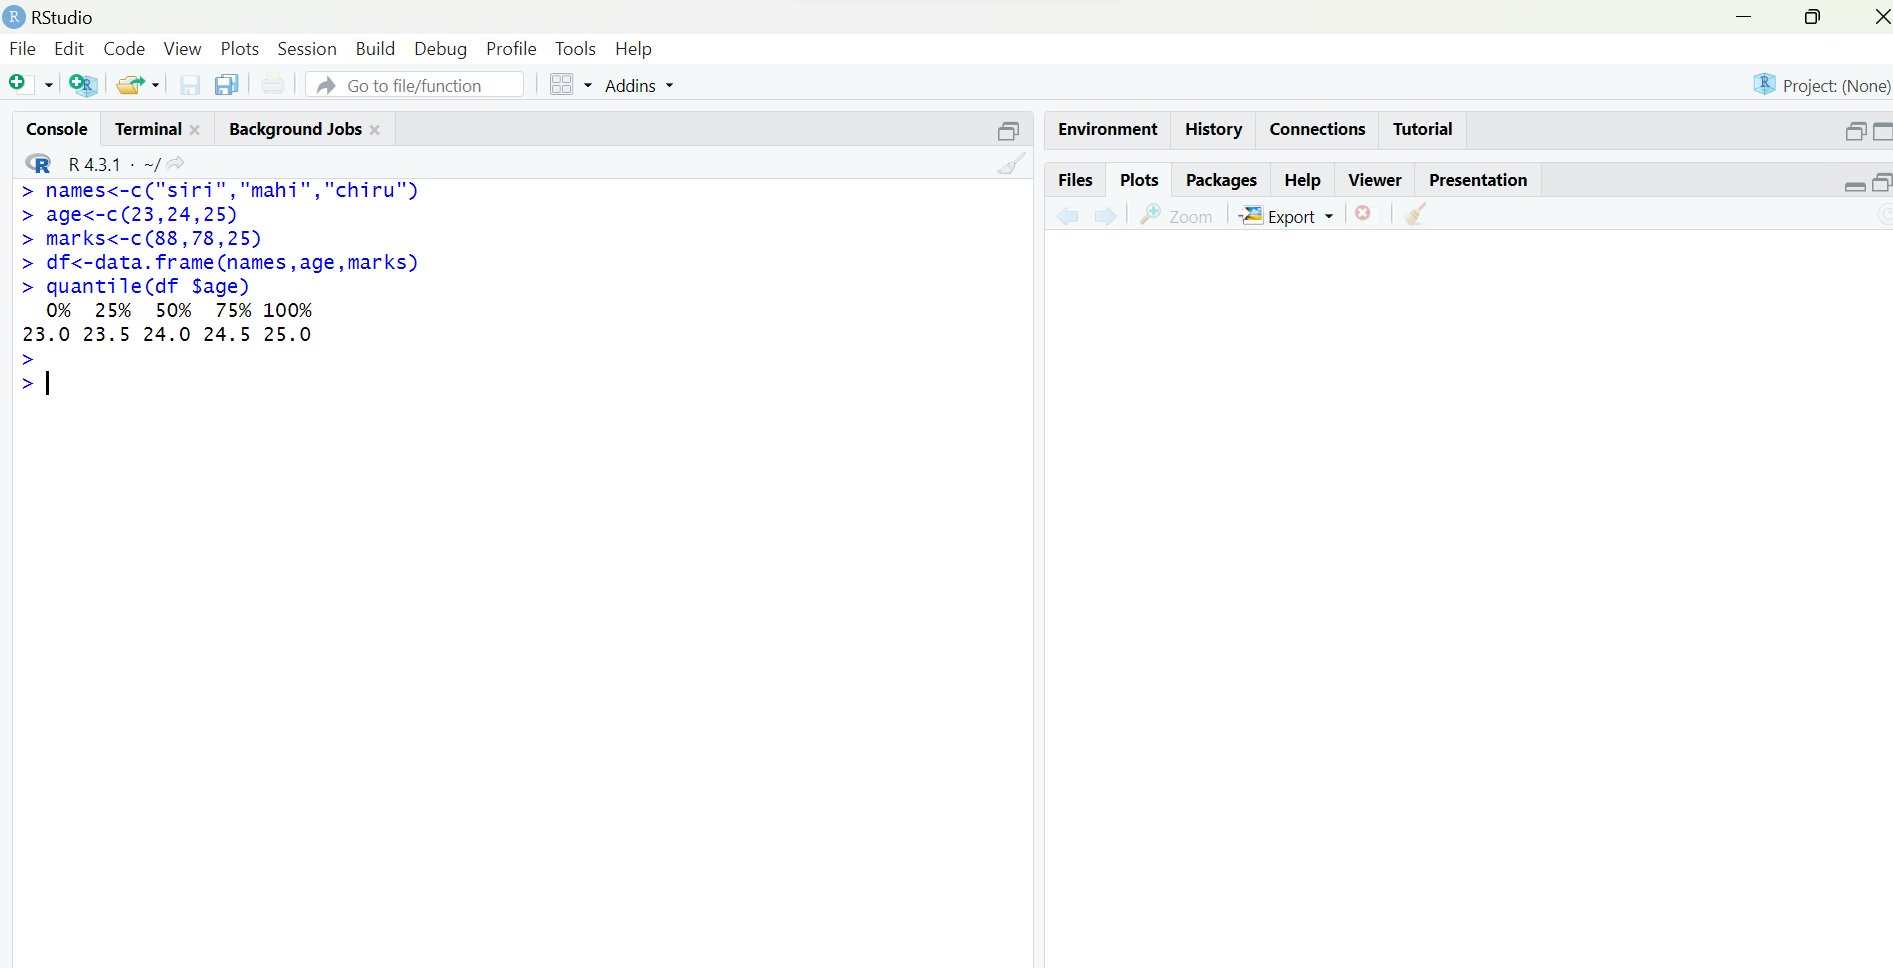 R RStudio
File Edit Code View Plots Session Build Debug Profile Tools Help
Go to file/function Addins Project: (None)
Console Terminal Background Jobs
Environment History Connections Tutorial
R 4.3.1 · ~/
Files Plots Packages Help Viewer Presentation
Zoom Export
> names<-c("siri","mahi","chiru")
> age<-c(23,24,25)
> marks<-c(88,78,25)
> df<-data.frame(names,age,marks)
> quantile(df $age)
0% 25% 50% 75% 100%
23.0 23.5 24.0 24.5 25.0
>
>